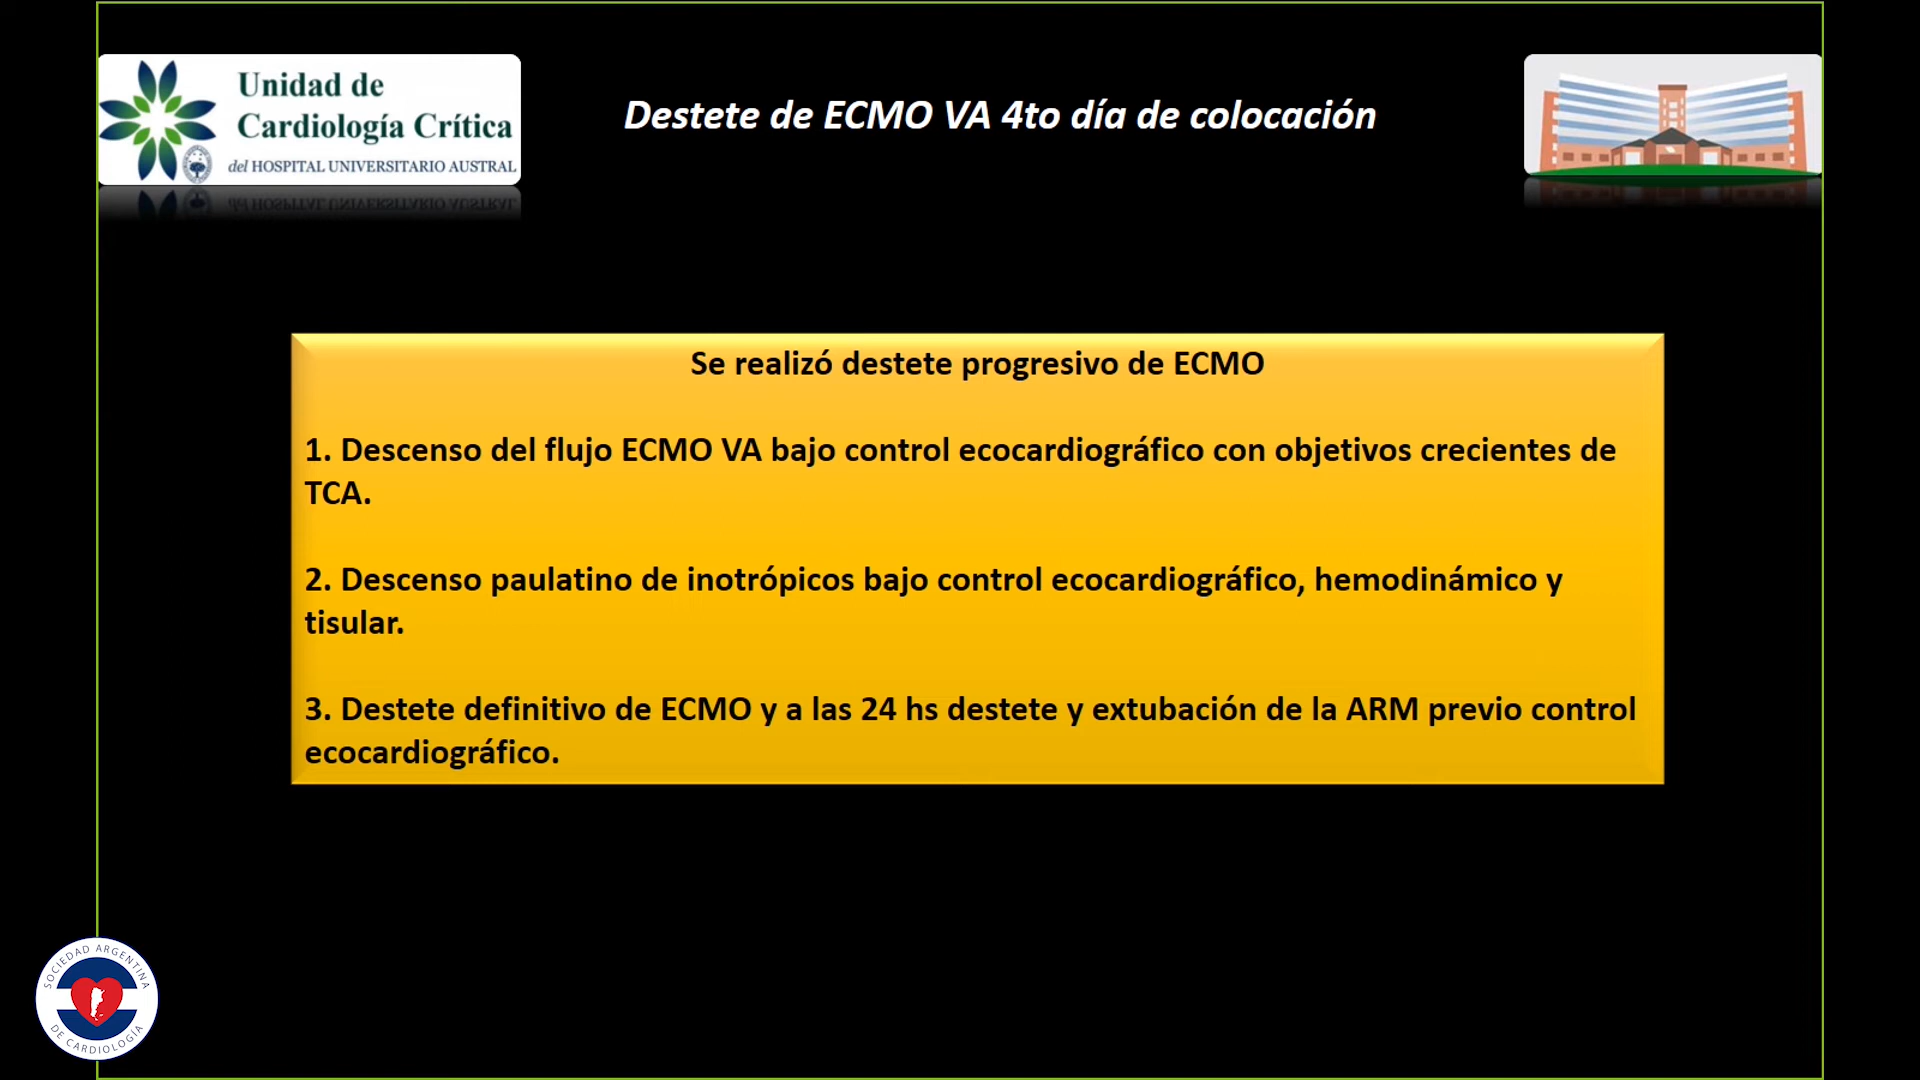 Unidad de
Cardiología Crítica
del HOSPITAL UNIVERSITARIO AUSTRAL
Destete de ECMO VA 4to día de colocación
Se realizó destete progresivo de ECMO
1. Descenso del flujo ECMO VA bajo control ecocardiográfico con objetivos crecientes de
TCA.
2. Descenso paulatino de inotrópicos bajo control ecocardiográfico, hemodinámico y
tisular.
3. Destete definitivo de ECMO y a las 24 hs destete y extubación de la ARM previo control
ecocardiográfico.
SOCIEDAD ARGENTINA
DE CARDIOLOGÍA